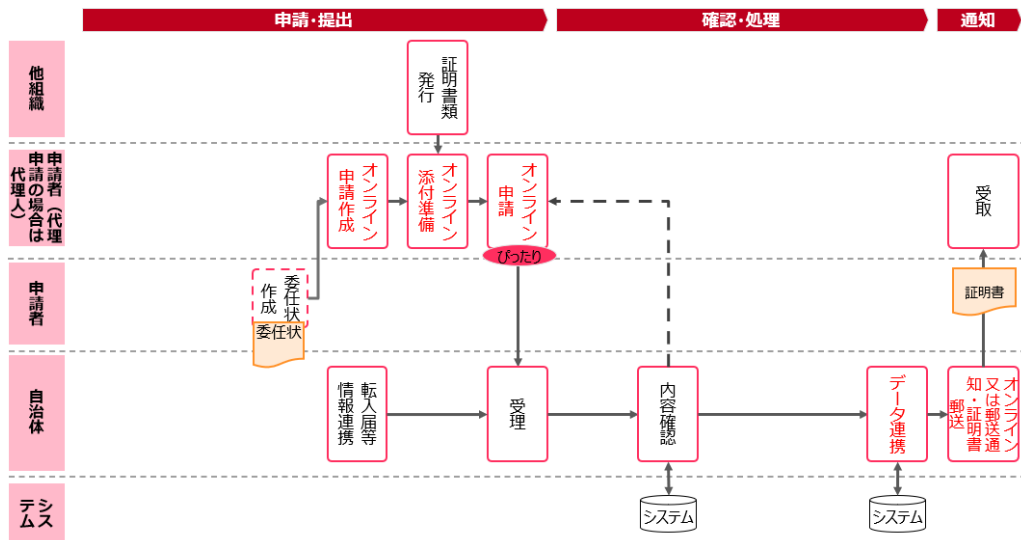 申請・提出
確認・処理
通知
他組織
証明書類
発行
申請者（代理
申請の場合は
代理人）
オンライン
申請作成
オンライン
添付準備
オンライン
申請
ぴったり
受取
申請者
委任状
作成
委任状
証明書
自治体
転入届等
情報連携
受理
内容確認
データ連携
オンライン
又は郵送通
知・証明書
郵送
シス
テム
システム
システム